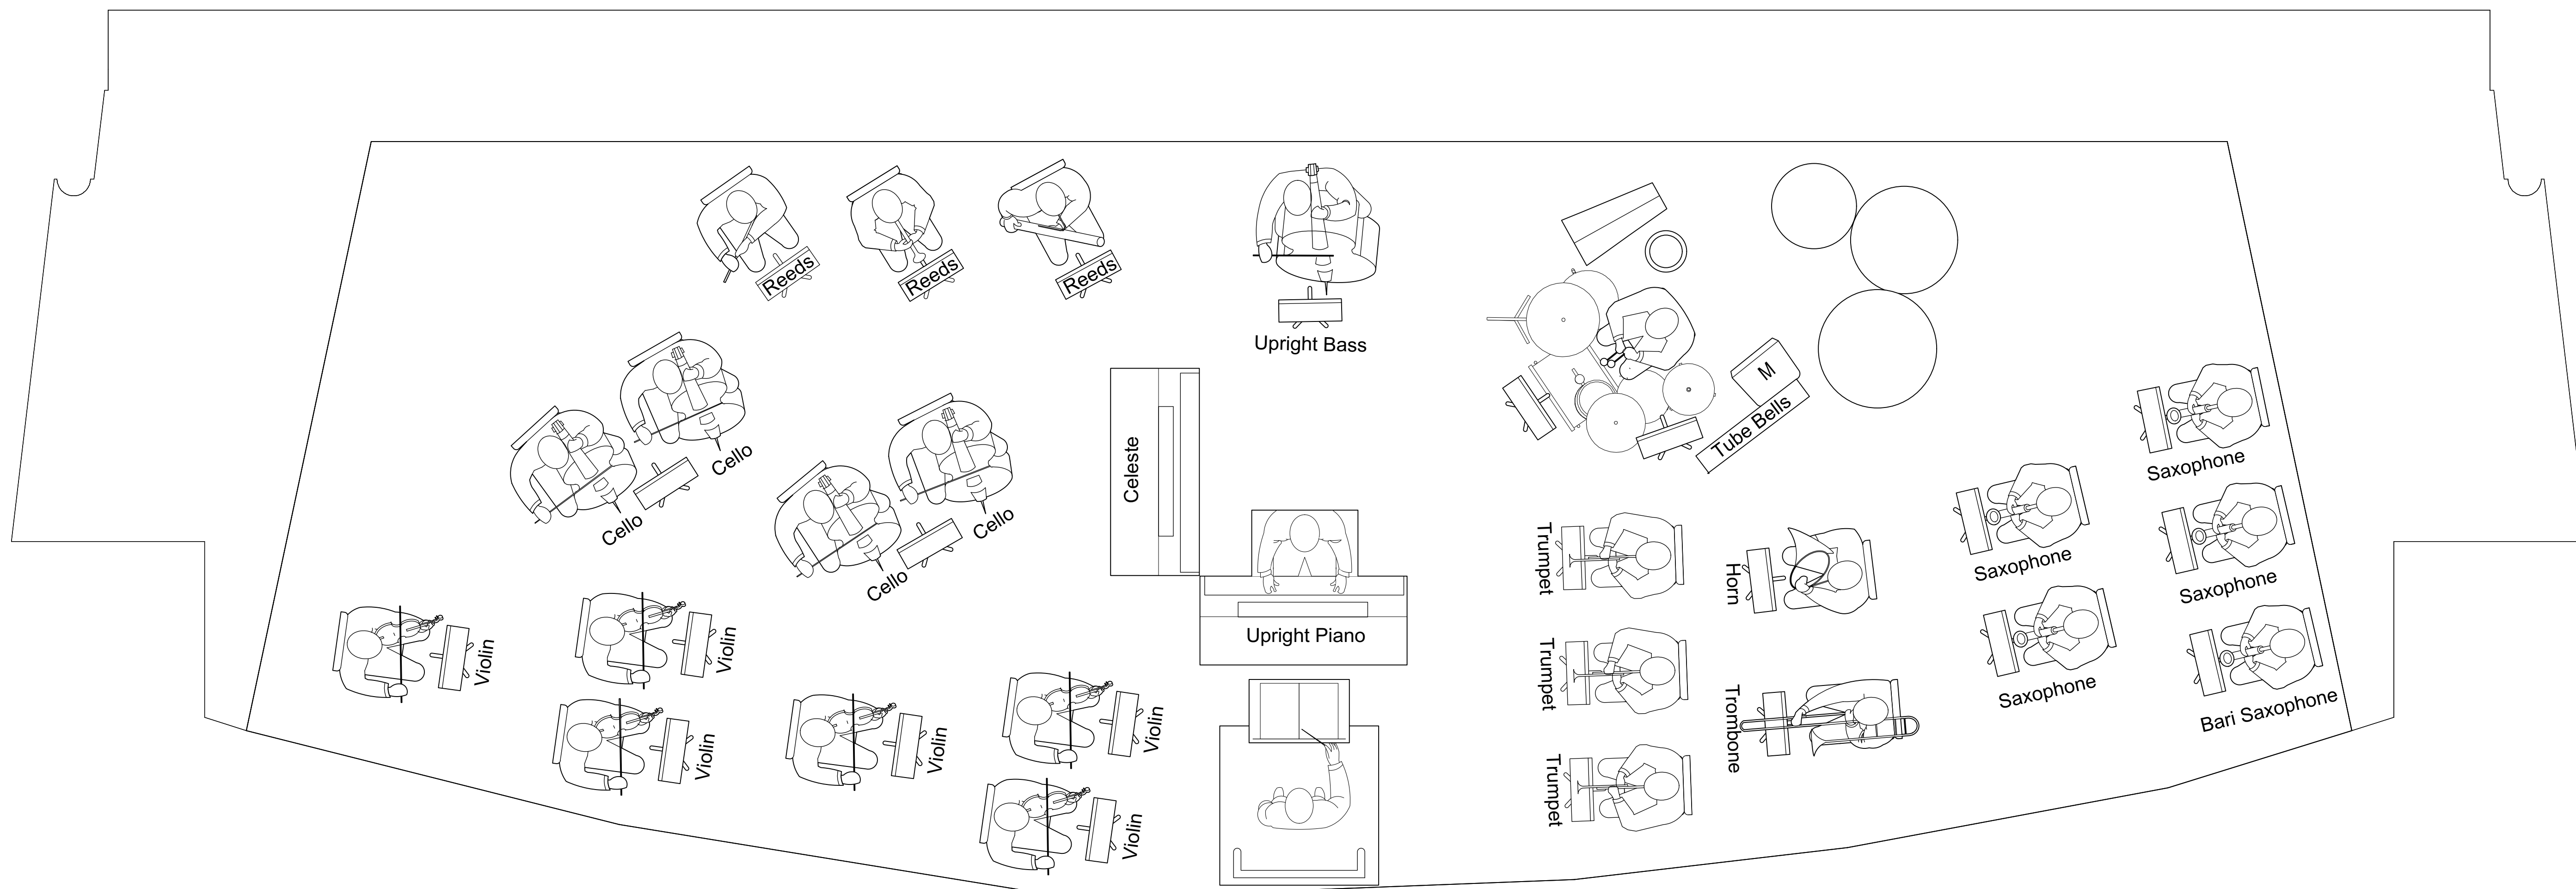 Reeds
Reeds
Reeds
Upright Bass
Cello
Cello
Cello
Cello
Celeste
Upright Piano
M
Tube Bells
Violin
Violin
Violin
Violin
Violin
Violin
Trumpet
Trumpet
Trumpet
Horn
Trombone
Saxophone
Saxophone
Saxophone
Saxophone
Bari Saxophone